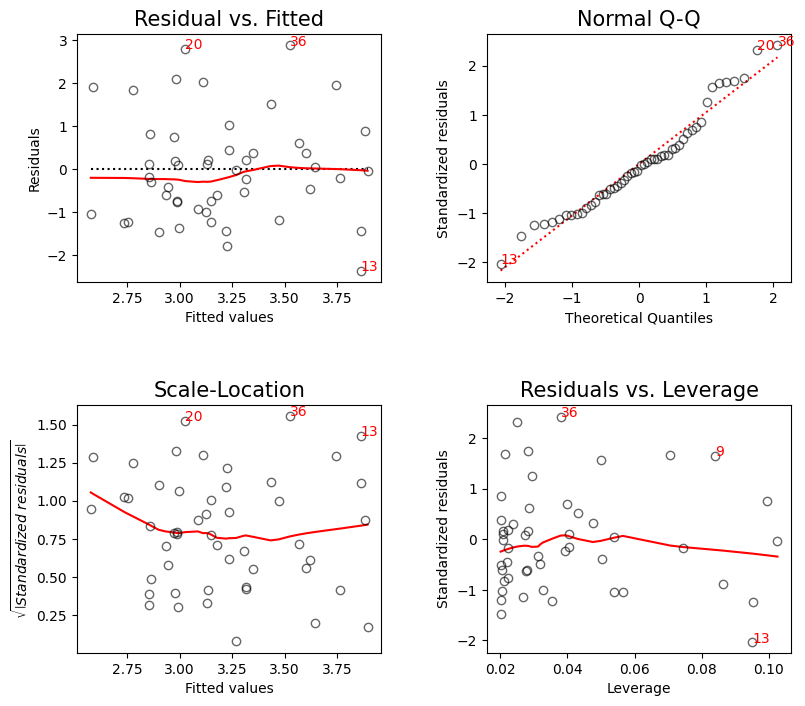 Residual vs. Fitted
3
2
1
0
−1
−2
Residuals
20
36
13
2.75 3.00 3.25 3.50 3.75
Fitted values
Normal Q-Q
2
1
0
−1
−2
Standardized residuals
20
36
13
−2 −1 0 1 2
Theoretical Quantiles
Scale-Location
1.50
1.25
1.00
0.75
0.50
0.25
√|Standardized residuals|
20
36
13
2.75 3.00 3.25 3.50 3.75
Fitted values
Residuals vs. Leverage
2
1
0
−1
−2
Standardized residuals
36
9
13
0.02 0.04 0.06 0.08 0.10
Leverage